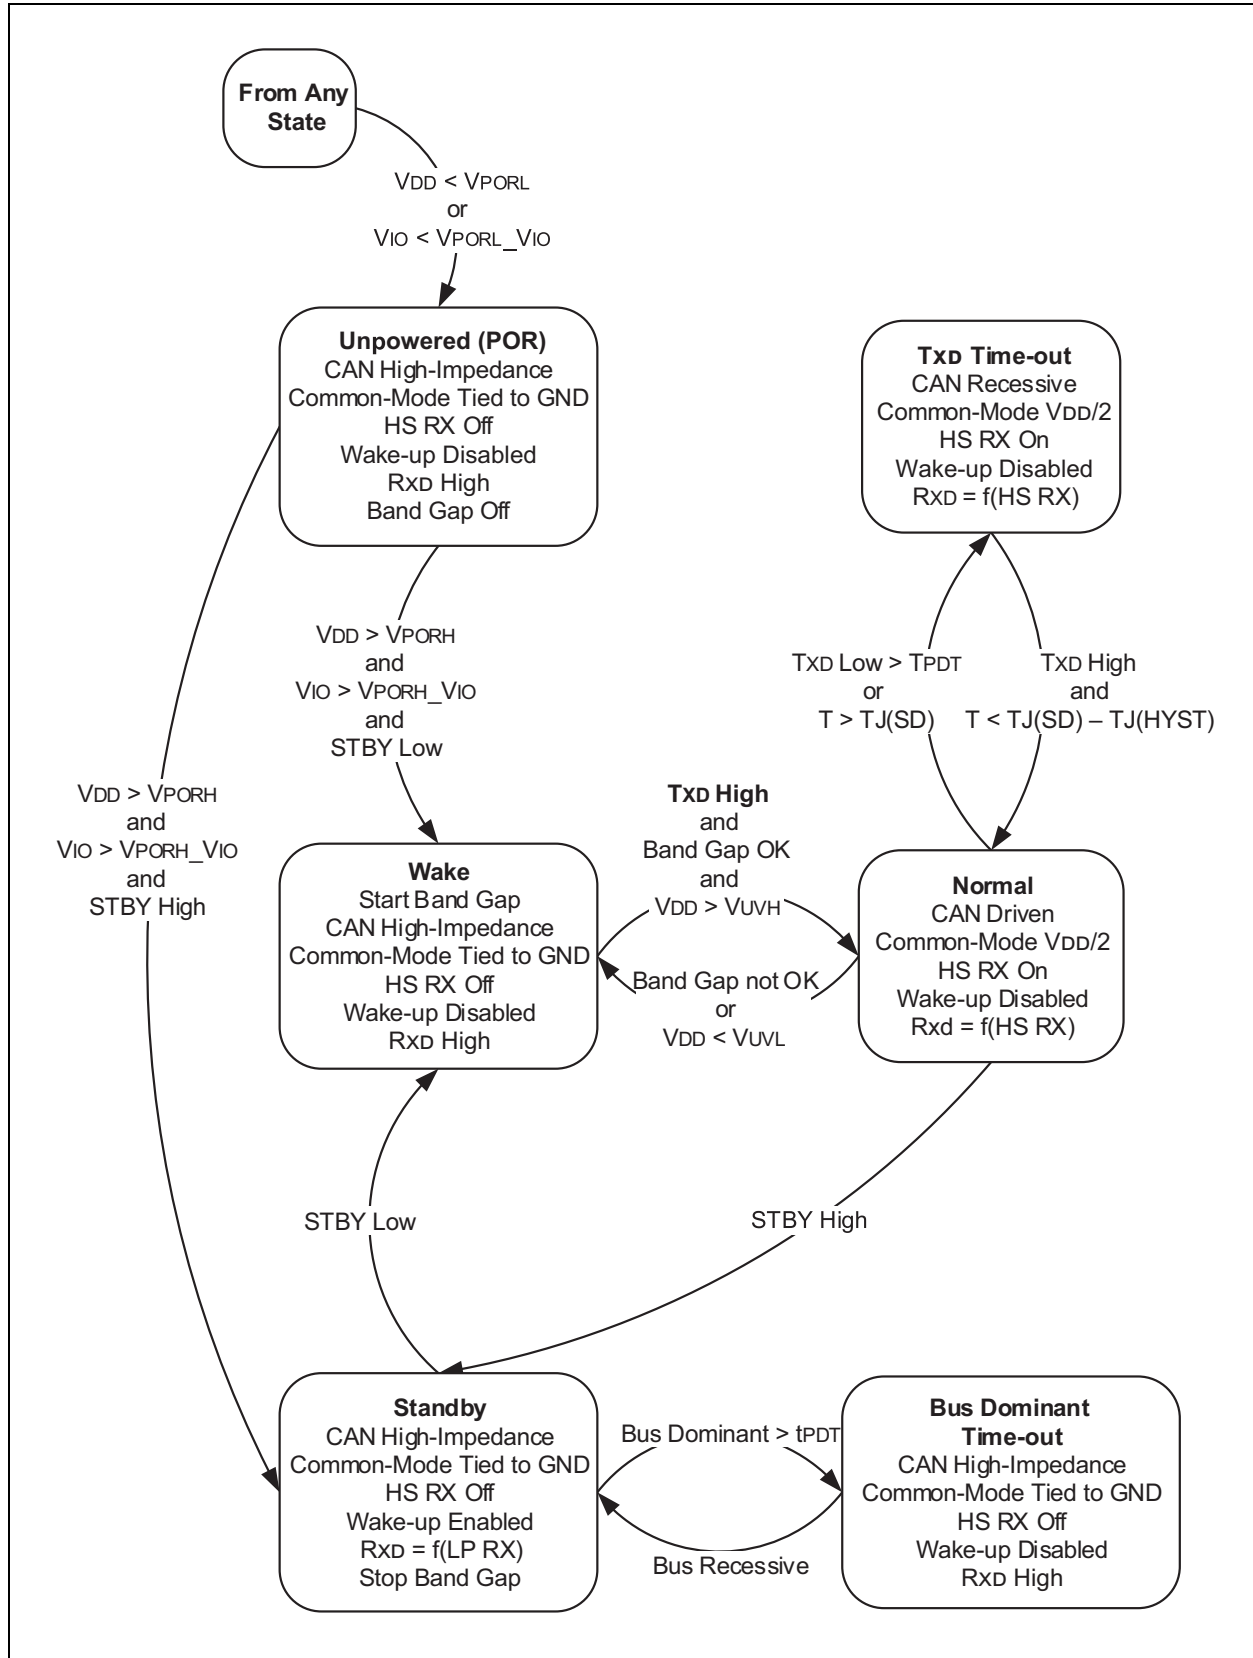 From Any
State
VDD < VPORL
or
VIO < VPORL_VIO
Unpowered (POR)
CAN High-Impedance
Common-Mode Tied to GND
HS RX Off
Wake-up Disabled
RXD High
Band Gap Off
TXD Time-out
CAN Recessive
Common-Mode VDD/2
HS RX On
Wake-up Disabled
RXD = f(HS RX)
VDD > VPORH
and
VIO > VPORH_VIO
and
STBY Low
TXD Low > TPDT
or
T > TJ(SD)
TXD High
and
T < TJ(SD) – TJ(HYST)
VDD > VPORH
and
VIO > VPORH_VIO
and
STBY High
TXD High
and
Band Gap OK
and
VDD > VUVH
Wake
Start Band Gap
CAN High-Impedance
Common-Mode Tied to GND
HS RX Off
Wake-up Disabled
RXD High
Band Gap not OK
or
VDD < VUVL
Normal
CAN Driven
Common-Mode VDD/2
HS RX On
Wake-up Disabled
Rxd = f(HS RX)
STBY Low
STBY High
Standby
CAN High-Impedance
Common-Mode Tied to GND
HS RX Off
Wake-up Enabled
RXD = f(LP RX)
Stop Band Gap
Bus Dominant > tPDT
Bus Recessive
Bus Dominant
Time-out
CAN High-Impedance
Common-Mode Tied to GND
HS RX Off
Wake-up Disabled
RXD High